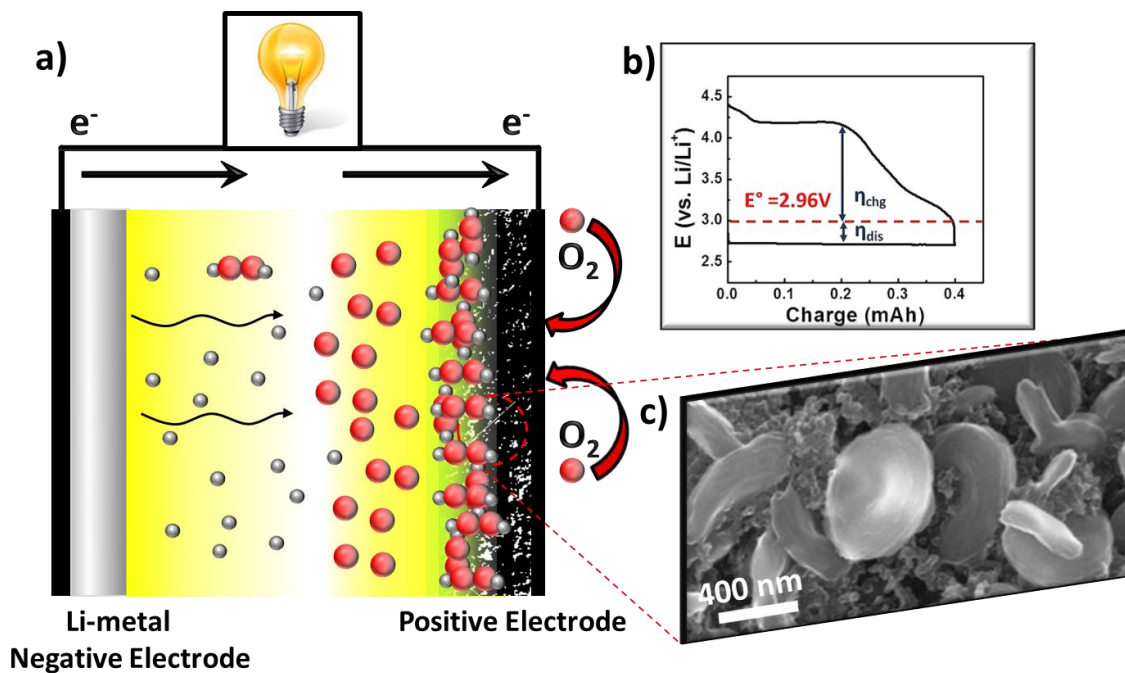 a)
e-
e-
O2
O2
Li-metal
Negative Electrode
Positive Electrode
b)
E (vs. Li/Li+)
4.5
4.0
3.5
3.0
2.5
E° =2.96V
ηchg
ηdis
0.0
0.1
0.2
0.3
0.4
Charge (mAh)
c)
400 nm